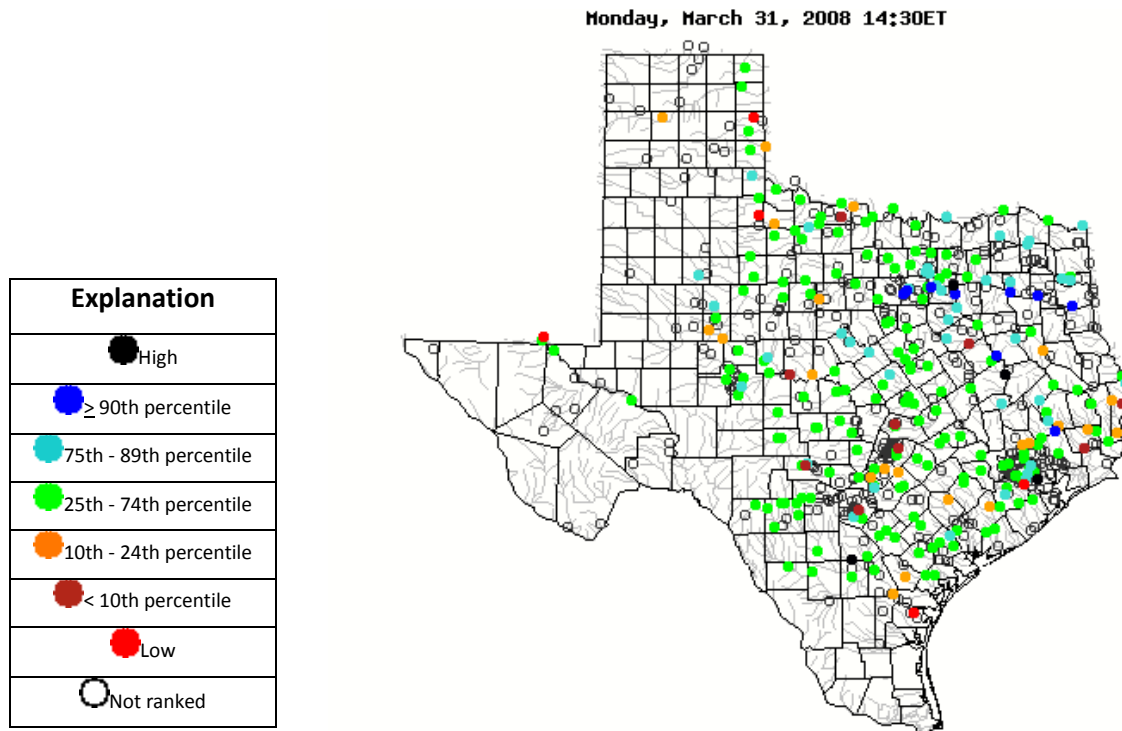 Monday, March 31, 2008 14:30ET
Explanation
High
≥ 90th percentile
75th - 89th percentile
25th - 74th percentile
10th - 24th percentile
< 10th percentile
Low
Not ranked